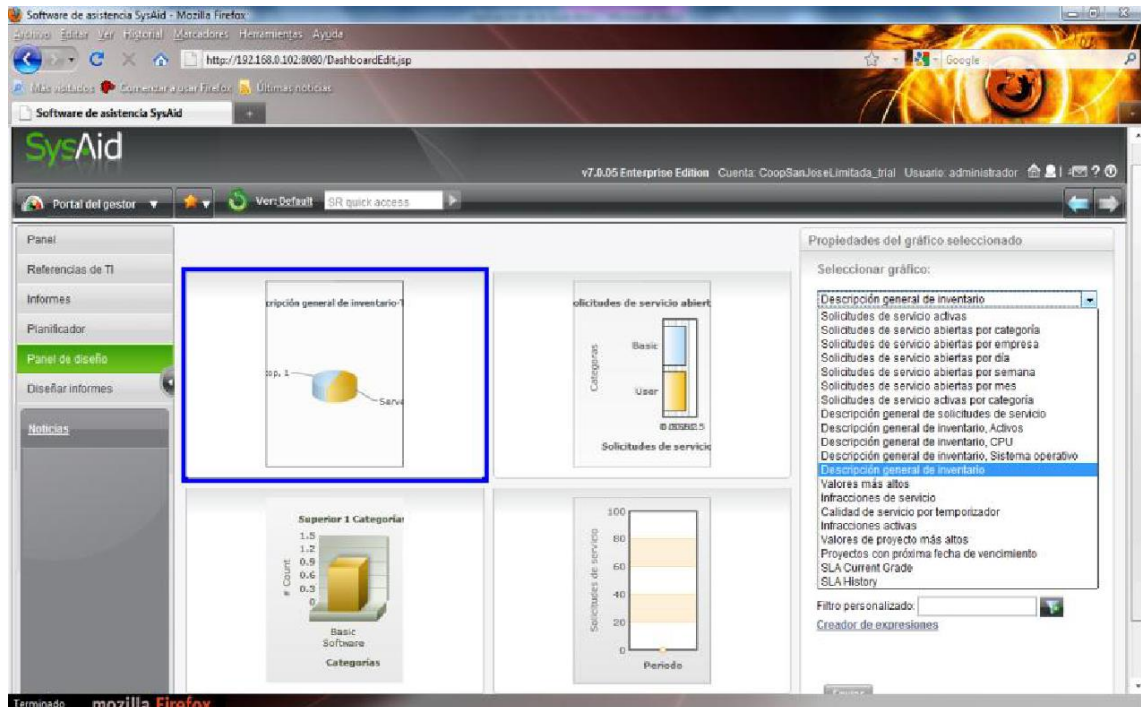 Software de asistencia SysAid - Mozilla Firefox
Archivo Editar Ver Historial Marcadores Herramientas Ayuda
http://192.168.0.102:8080/DashboardEdit.jsp
Google
Más visitados Comenzar a usar Firefox Últimas noticias
Software de asistencia SysAid
SysAid
v7.0.05 Enterprise Edition Cuenta: CoopSanJoseLimitada_trial Usuario: administrador
Portal del gestor
Ver: Default
SR quick access
Panel
Referencias de TI
Informes
Planificador
Panel de diseño
Diseñar informes
Noticias
cripción general de inventario-T
top, 1
Serve
olicitudes de servicio abiert
Categoras
Basic
User
Solicitudes de servicio
Superior 1 Categorías
# Count
1.5
1.2
0.9
0.6
0.3
0
Basic
Software
Categorías
Solicitudes de servicio
100
80
60
40
20
0
Periodo
Propiedades del gráfico seleccionado
Seleccionar gráfico:
Descripción general de inventario
Solicitudes de servicio activas
Solicitudes de servicio abiertas por categoría
Solicitudes de servicio abiertas por empresa
Solicitudes de servicio abiertas por día
Solicitudes de servicio abiertas por semana
Solicitudes de servicio abiertas por mes
Solicitudes de servicio activas por categoría
Descripción general de solicitudes de servicio
Descripción general de inventario, Activos
Descripción general de inventario, CPU
Descripción general de inventario, Sistema operativo
Descripción general de inventario
Valores más altos
Infracciones de servicio
Calidad de servicio por temporizador
Infracciones activas
Valores de proyecto más altos
Proyectos con próxima fecha de vencimiento
SLA Current Grade
SLA History
Filtro personalizado:
Creador de expresiones
Terminado
mozilla Firefox